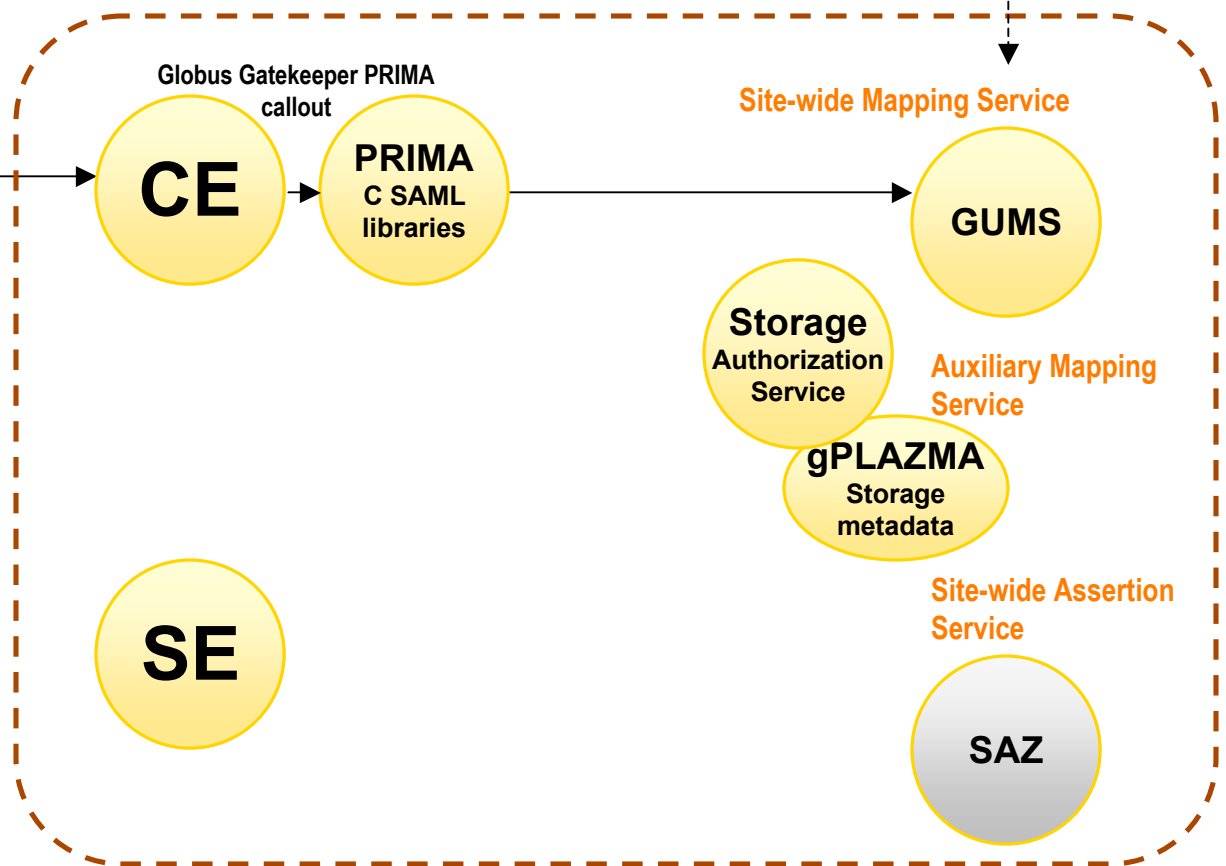 Globus Gatekeeper PRIMA
callout
CE
PRIMA
C SAML
libraries
Site-wide Mapping Service
GUMS
Storage
Authorization
Service
Auxiliary Mapping
Service
gPLAZMA
Storage
metadata
SE
Site-wide Assertion
Service
SAZ